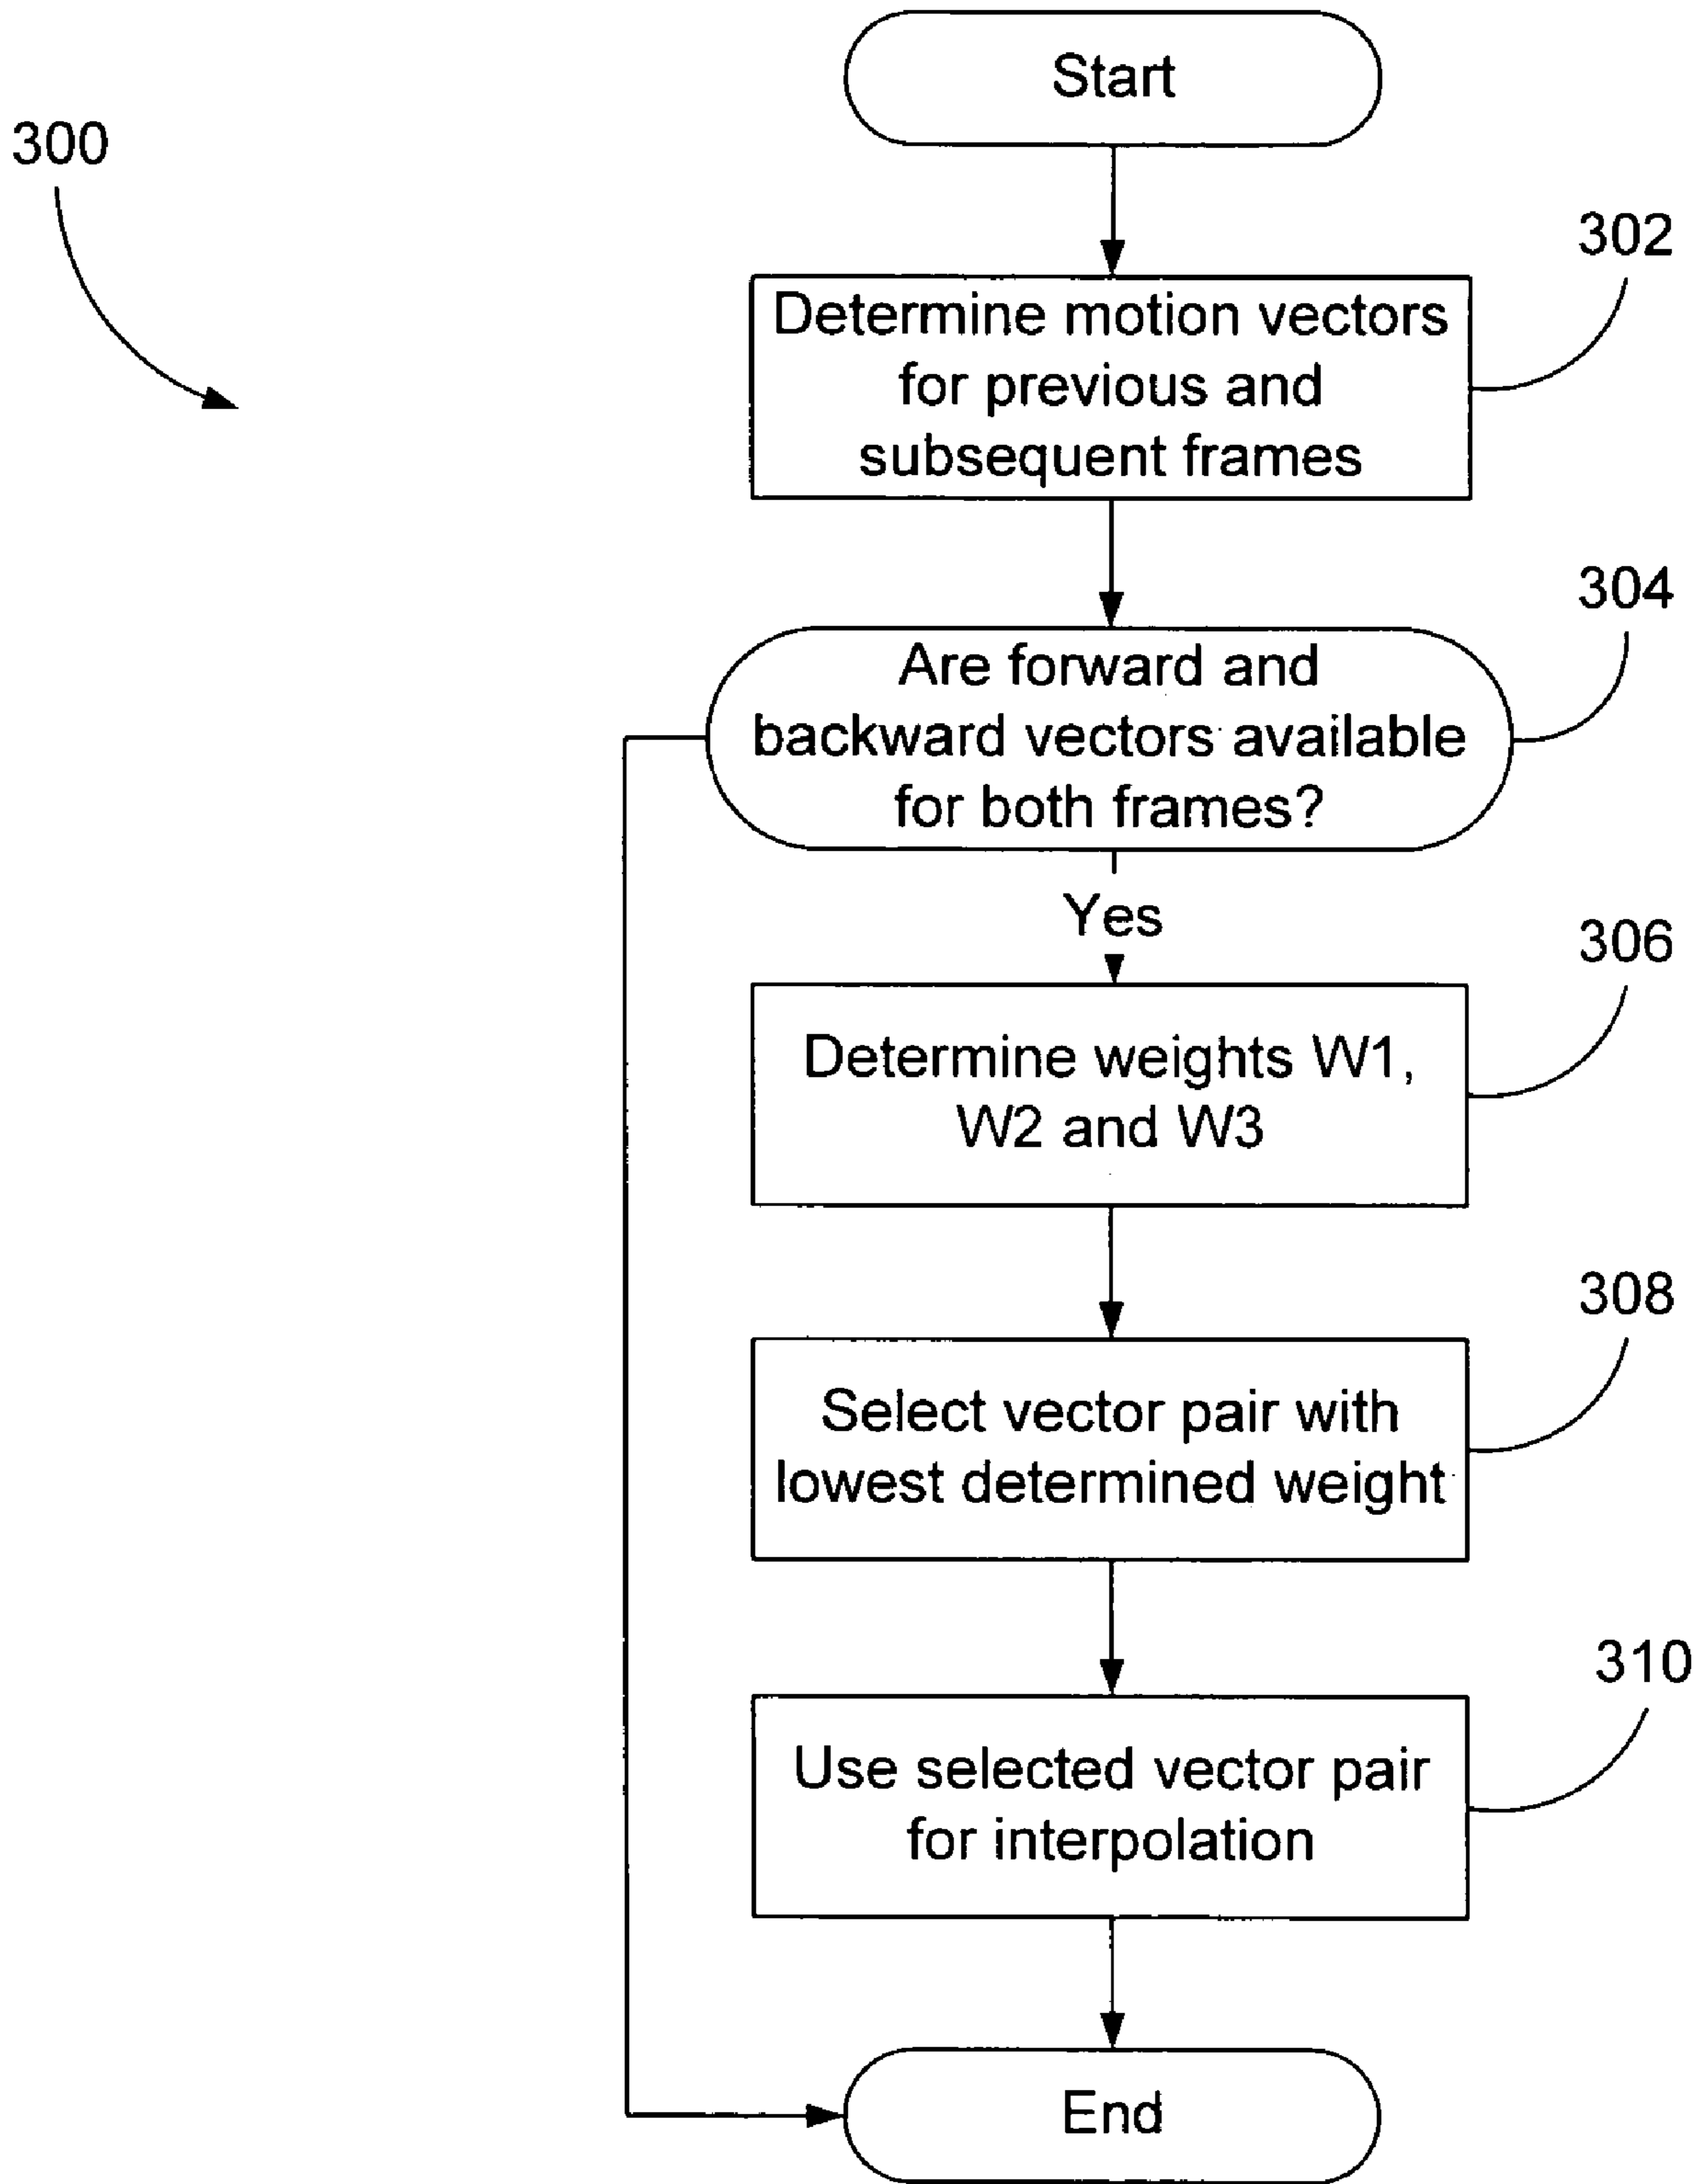 Start
300
302
Determine motion vectors
for previous and
subsequent frames
304
Are forward and
backward vectors available
for both frames?
Yes
306
Determine weights W1,
W2 and W3
308
Select vector pair with
lowest determined weight
310
Use selected vector pair
for interpolation
End